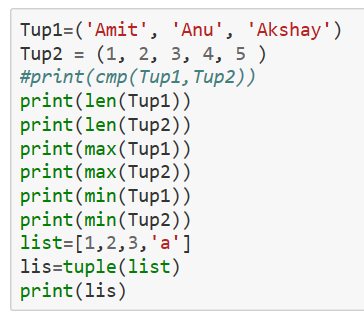 Tup1=('Amit', 'Anu', 'Akshay')
Tup2 = (1, 2, 3, 4, 5 )
#print(cmp(Tup1,Tup2))
print(len(Tup1))
print(len(Tup2))
print(max(Tup1))
print(max(Tup2))
print(min(Tup1))
print(min(Tup2))
list=[1,2,3,'a']
lis=tuple(list)
print(lis)